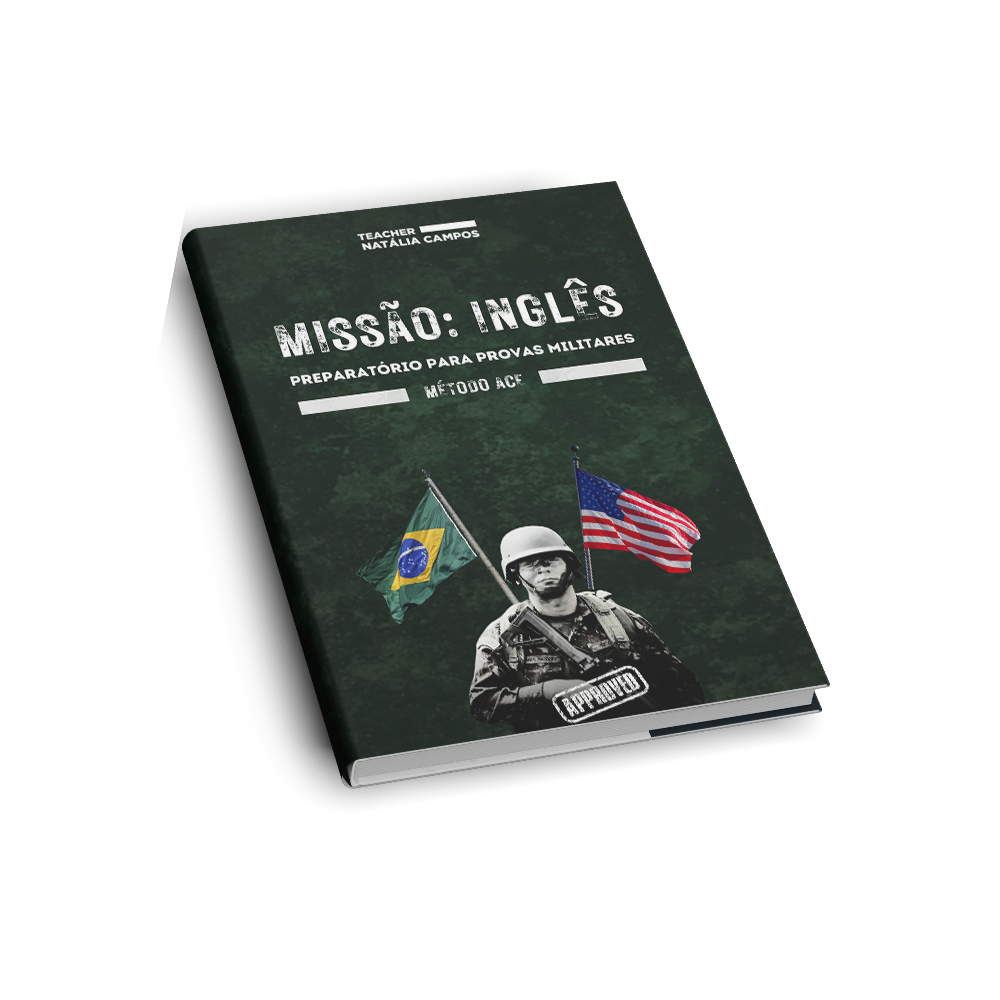 TEACHER
NATÁLIA CAMPOS
MISSÃO: INGLÊS
PREPARATÓRIO PARA PROVAS MILITARES
MÉTODO ACE
APPROVED